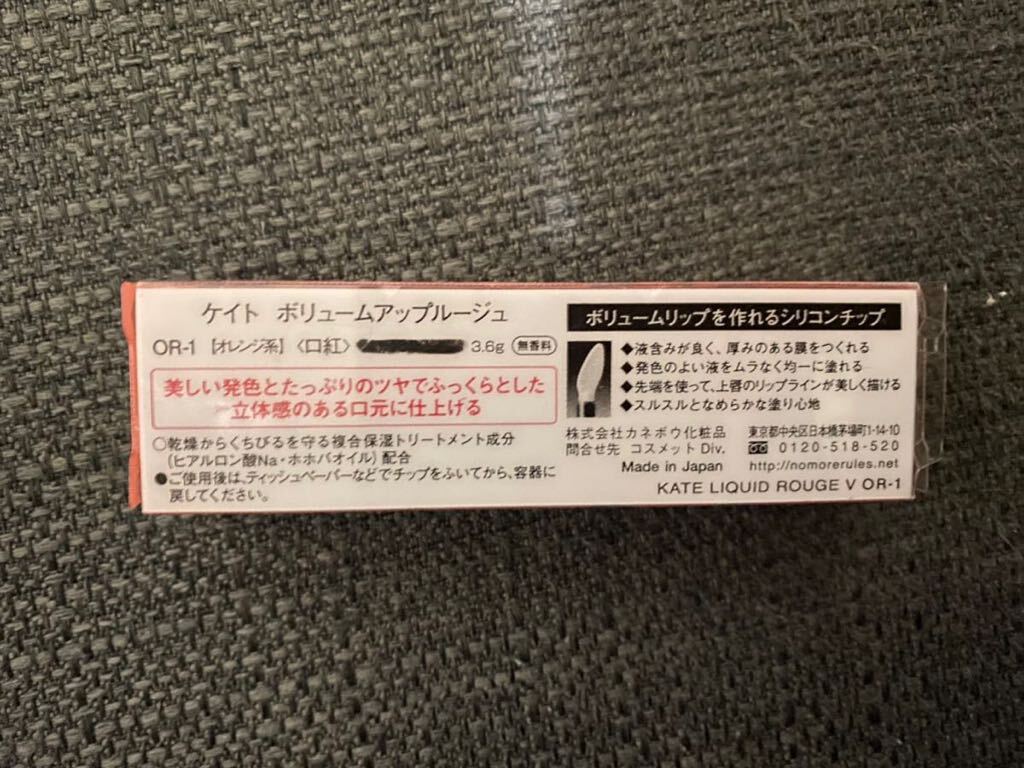 ケイト ボリュームアップルージュ
OR-1 【オレンジ系】〈口紅〉 3.6g 無香料
美しい発色とたっぷりのツヤでふっくらとした
立体感のある口元に仕上げる
○乾燥からくちびるを守る複合保湿トリートメント成分
(ヒアルロン酸Na・ホホバオイル)配合
●ご使用後は、ティッシュペーパーなどでチップをふいてから、容器に
戻してください。
ボリュームリップを作れるシリコンチップ
◆液含みが良く、厚みのある膜をつくれる
◆発色のよい液をムラなく均一に塗れる
◆先端を使って、上唇のリップラインが美しく描ける
◆スルスルとなめらかな塗り心地
株式会社カネボウ化粧品 東京都中央区日本橋茅場町1-14-10
問合せ先 コスメットDiv. 0120-518-520
Made in Japan http://nomorerules.net
KATE LIQUID ROUGE V OR-1